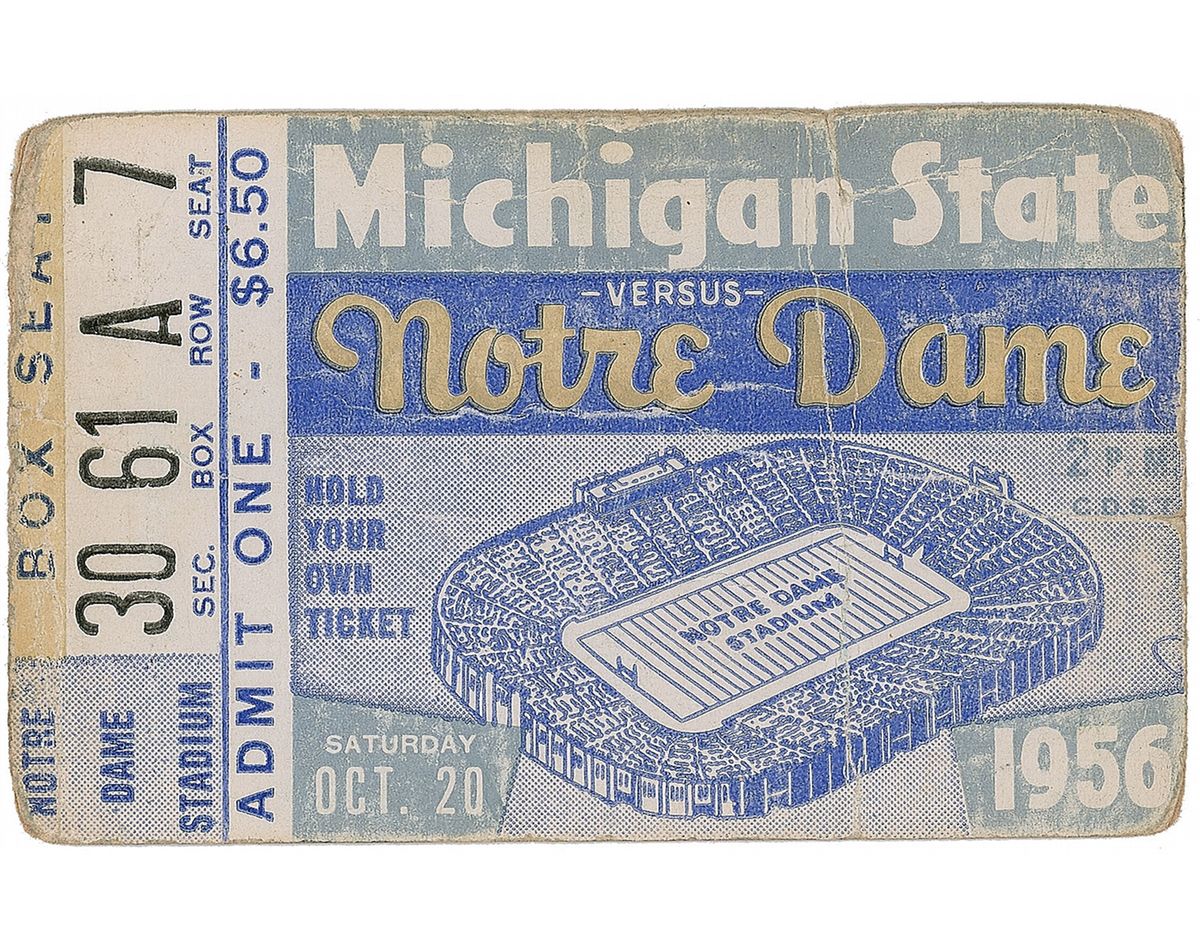 Michigan State
-VERSUS-
Notre Dame
HOLD
YOUR
OWN
TICKET
NOTRE DAME
STADIUM
SATURDAY
OCT. 20
1956
BOX SEAT
30 61 A 7
SEC. BOX ROW SEAT
ADMIT ONE - $6.50
NOTRE
DAME
STADIUM